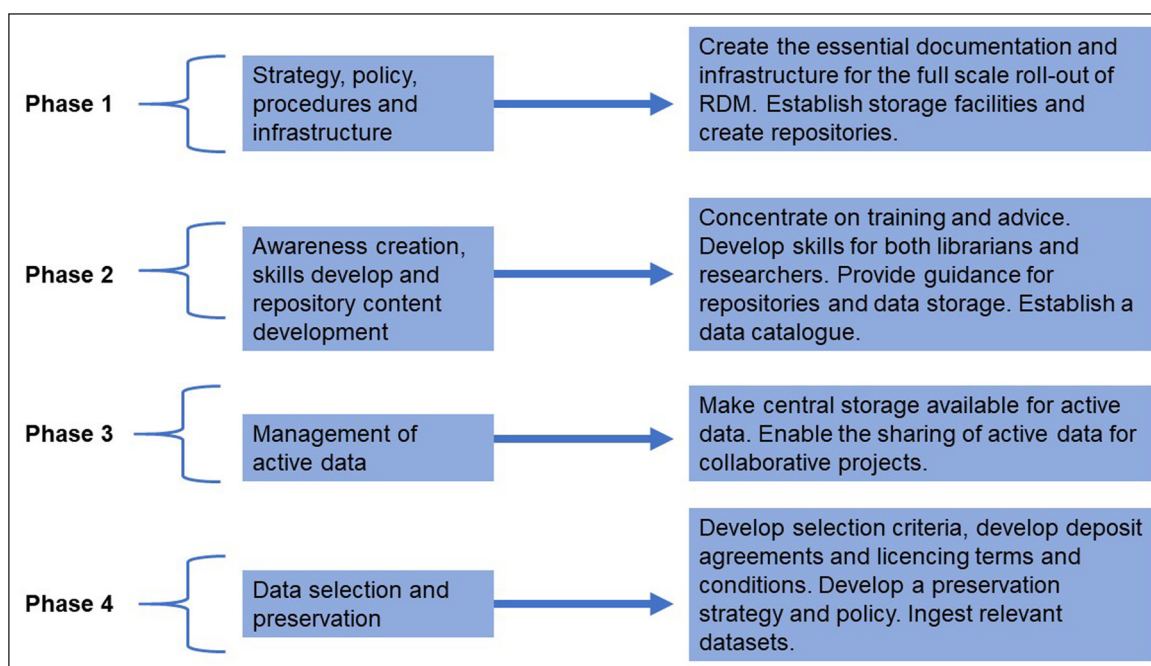 Phase 1
Strategy, policy,
procedures and
infrastructure
Create the essential documentation and
infrastructure for the full scale roll-out of
RDM. Establish storage facilities and
create repositories.
Phase 2
Awareness creation,
skills develop and
repository content
development
Concentrate on training and advice.
Develop skills for both librarians and
researchers. Provide guidance for
repositories and data storage. Establish a
data catalogue.
Phase 3
Management of
active data
Make central storage available for active
data. Enable the sharing of active data for
collaborative projects.
Phase 4
Data selection and
preservation
Develop selection criteria, develop deposit
agreements and licencing terms and
conditions. Develop a preservation
strategy and policy. Ingest relevant
datasets.